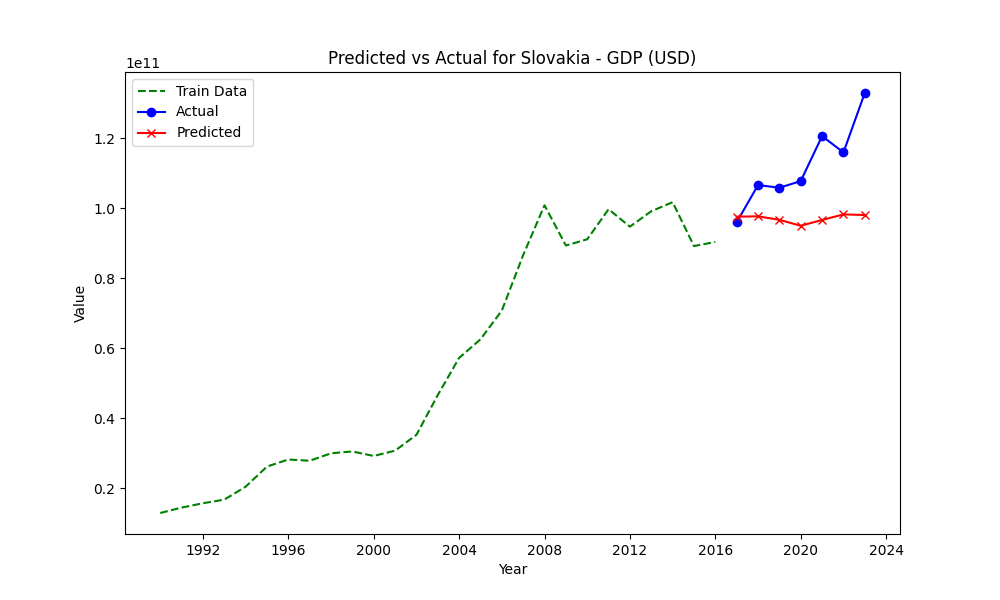 Predicted vs Actual for Slovakia - GDP (USD)
1e11
Train Data
Actual
Predicted
1.2
1.0
0.8
0.6
0.4
0.2
Value
1992 1996 2000 2004 2008 2012 2016 2020 2024
Year